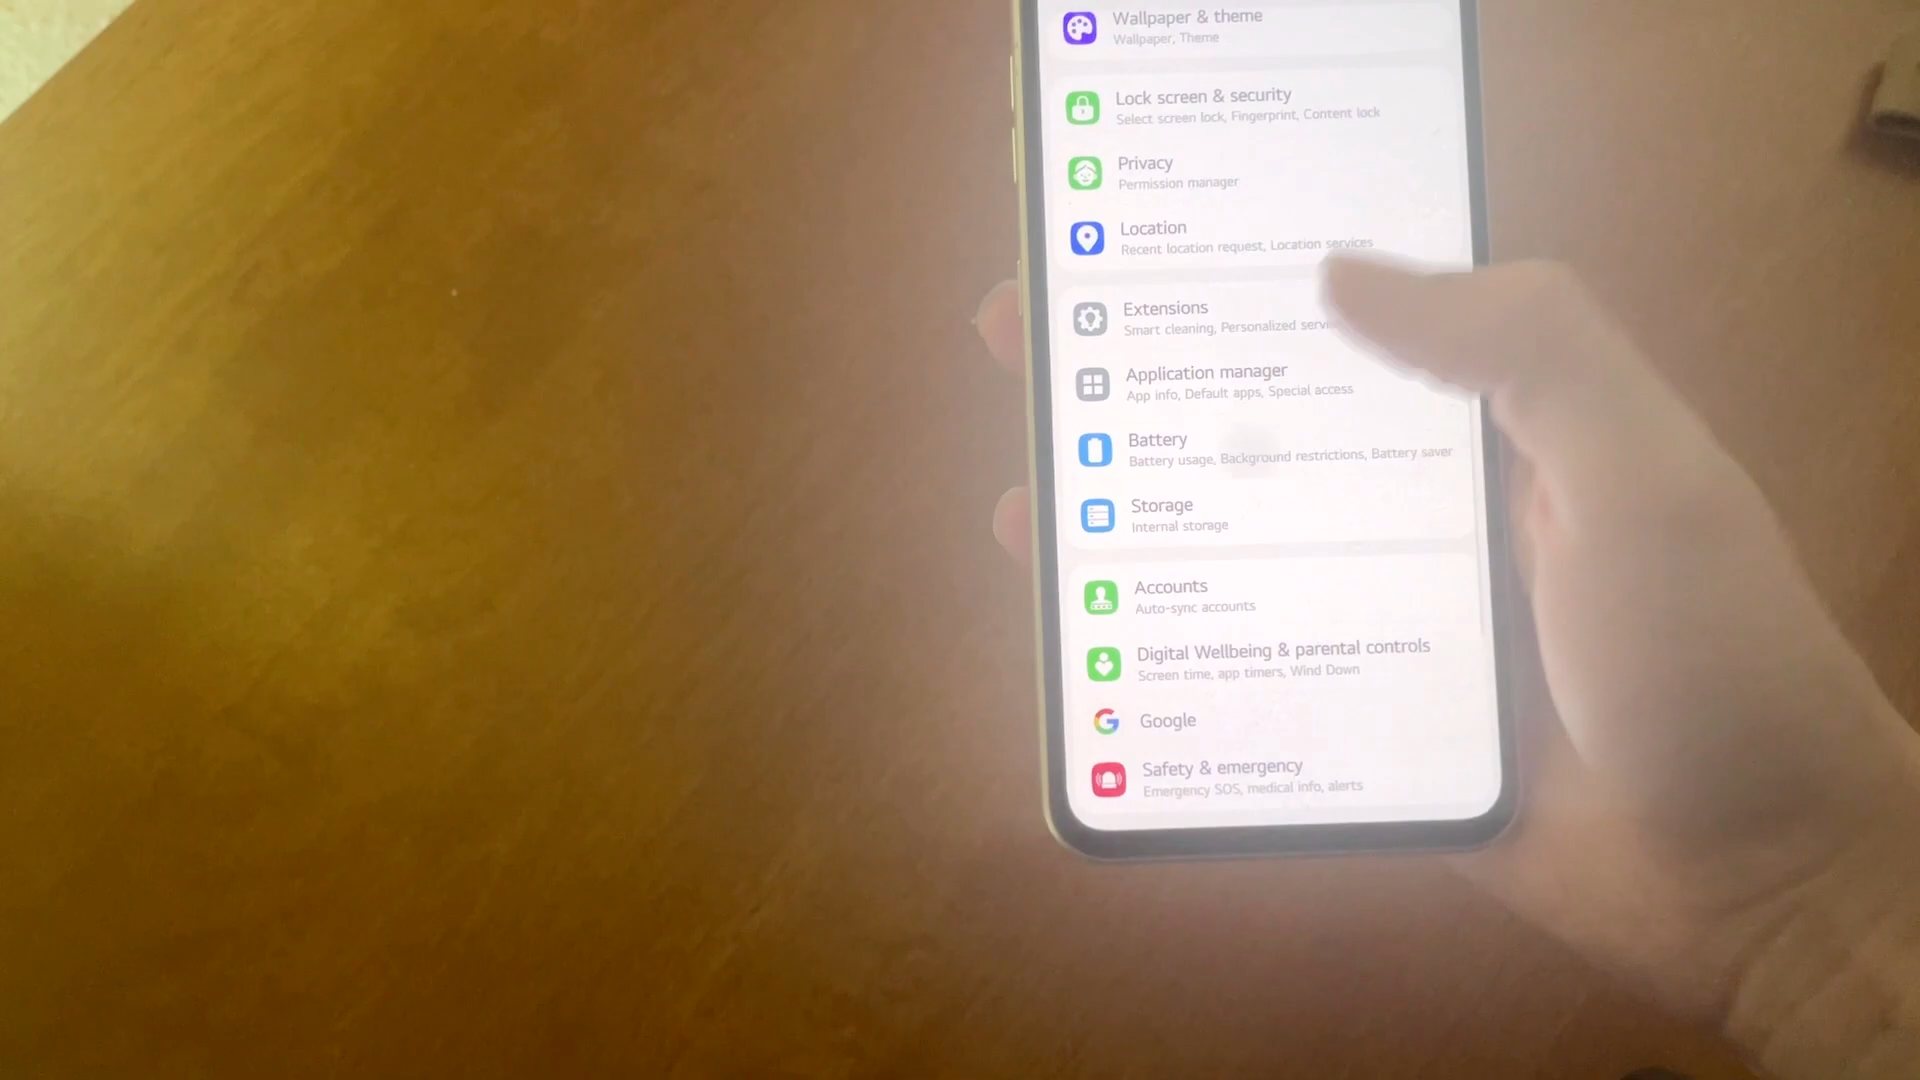 Wallpaper & theme
Wallpaper, Theme
Lock screen & security
Select screen lock, Fingerprint, Content lock
Privacy
Permission manager
Location
Recent location request, Location services
Extensions
Smart cleaning, Personalized
Application manager
App info, Default apps, Special access
Battery
Battery usage, Background restrictions, Battery saver
Storage
Internal storage
Accounts
Auto-sync accounts
Digital Wellbeing & parental controls
Screen time, app timers, Wind Down
Google
Safety & emergency
Emergency SOS, medical info, alerts